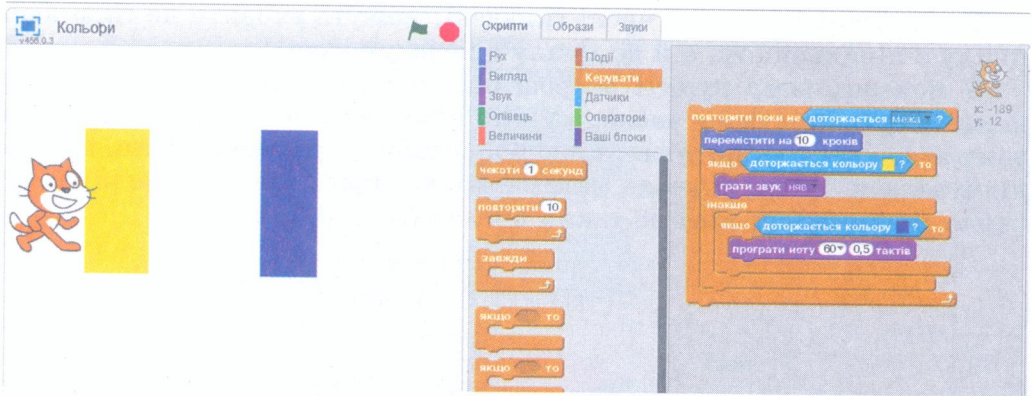 Кольори
v456.0.3
Скрипти
Образи
Звуки
Рух
Вигляд
Звук
Олівець
Величини
Події
Керувати
Датчики
Оператори
Ваші блоки
чекати 1 секунд
повторити 10
завжди
якщо то
якщо то
x: -189
y: 12
повторити поки не доторкається межа ?
перемістити на 10 кроків
якщо доторкається кольору ? то
грати звук няв
інакше
якщо доторкається кольору ? то
програти ноту 60 0,5 тактів